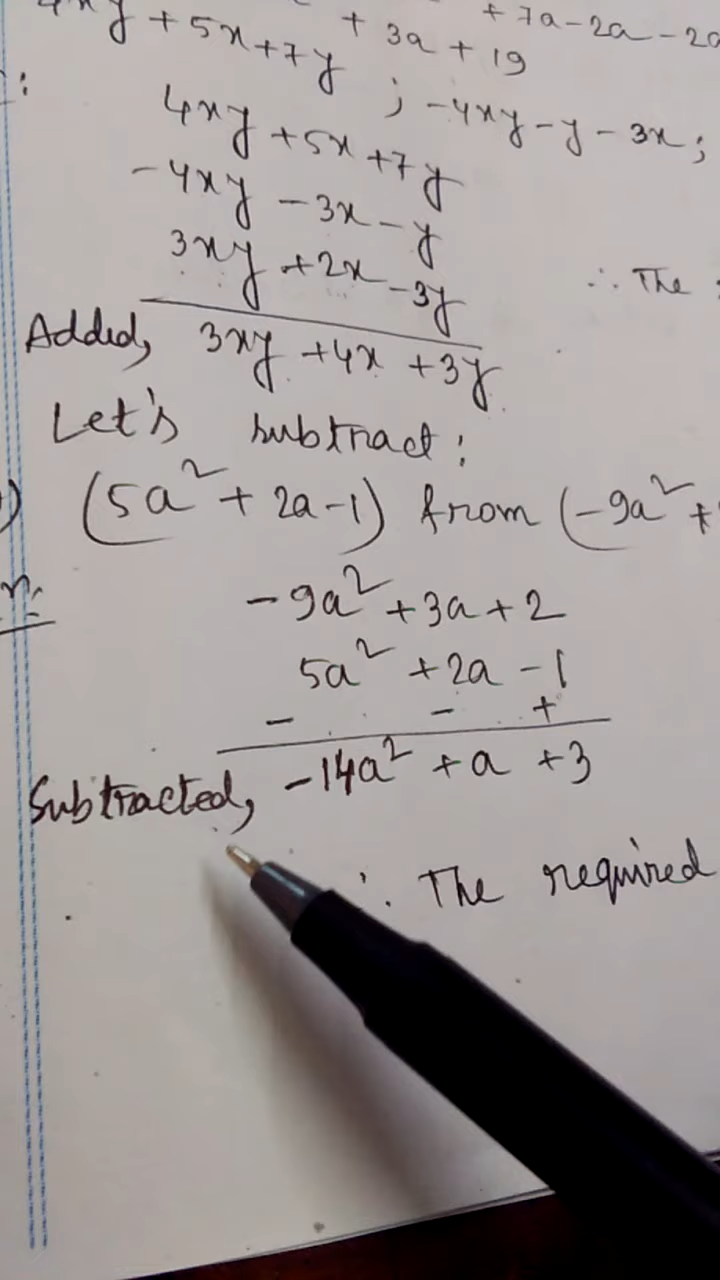 + 7a - 2a - 2a
4xy + 5x + 7y + 3a + 19
; -4xy - y - 3x;
4xy + 5x + 7y
-4xy - 3x - y
3xy + 2x - 3y
∴ The
Added, 3xy + 4x + 3y
Let's subtract:
(5a² + 2a - 1) from (-9a² +
-9a² + 3a + 2
5a² + 2a - 1
- - +
Subtracted, -14a² + a + 3
∴ The required